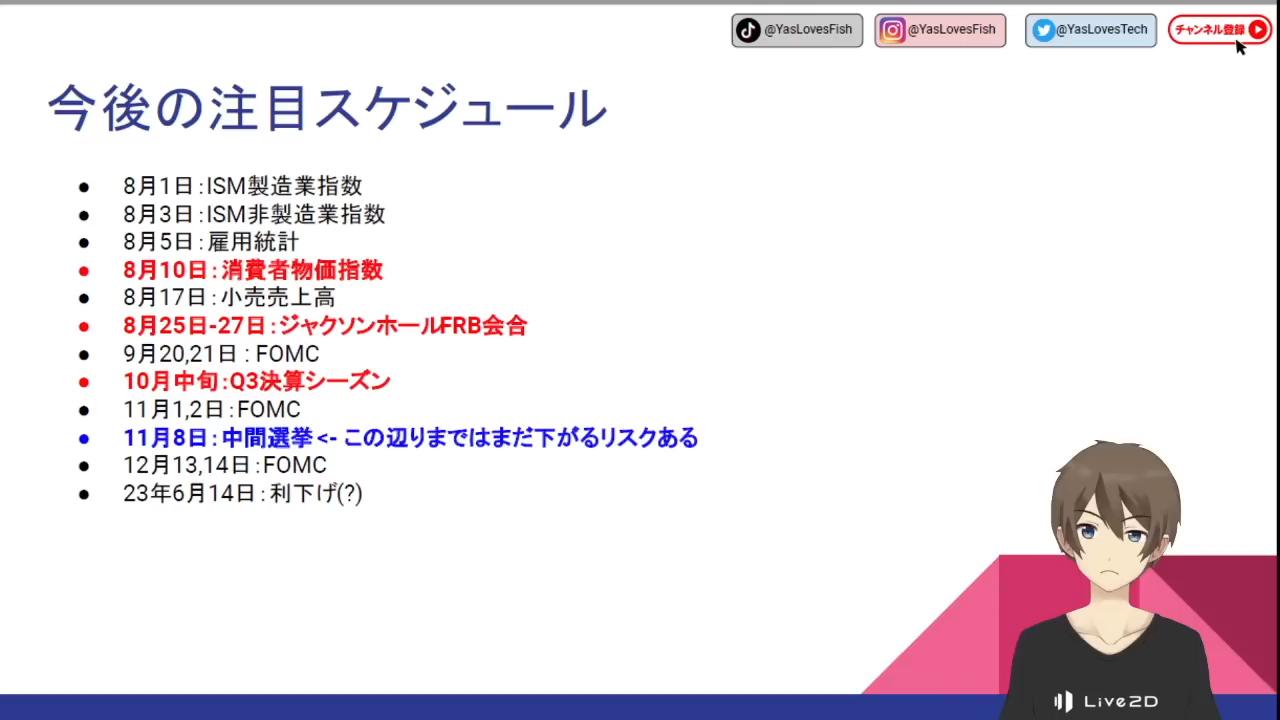 @YasLovesFish
@YasLovesFish
@YasLovesTech
チャンネル登録
今後の注目スケジュール
● 8月1日:ISM製造業指数
● 8月3日:ISM非製造業指数
● 8月5日:雇用統計
● 8月10日:消費者物価指数
● 8月17日:小売売上高
● 8月25日-27日:ジャクソンホールFRB会合
● 9月20,21日 : FOMC
● 10月中旬:Q3決算シーズン
● 11月1,2日:FOMC
● 11月8日:中間選挙 <- この辺りまではまだ下がるリスクある
● 12月13,14日:FOMC
● 23年6月14日:利下げ(?)
Live2D